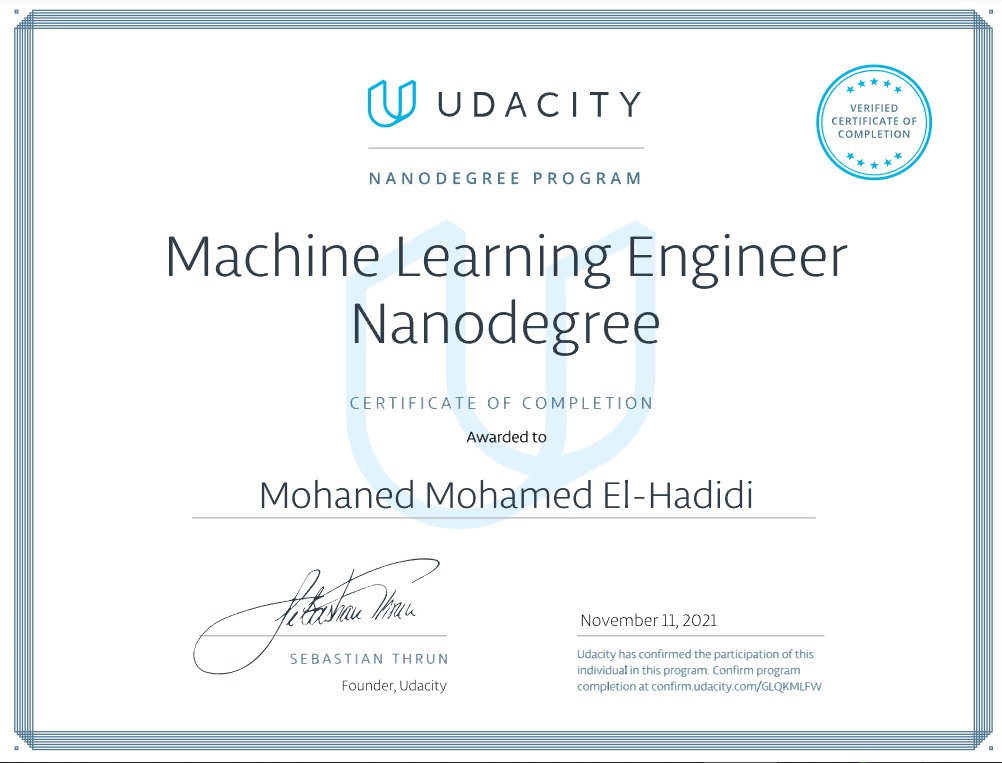 UDACITY
VERIFIED
CERTIFICATE OF
COMPLETION
NANODEGREE PROGRAM
Machine Learning Engineer
Nanodegree
CERTIFICATE OF COMPLETION
Awarded to
Mohaned Mohamed El-Hadidi
Sebastian Thrun
SEBASTIAN THRUN
Founder, Udacity
November 11, 2021
Udacity has confirmed the participation of this
individual in this program. Confirm program
completion at confirm.udacity.com/GLQKMLFW